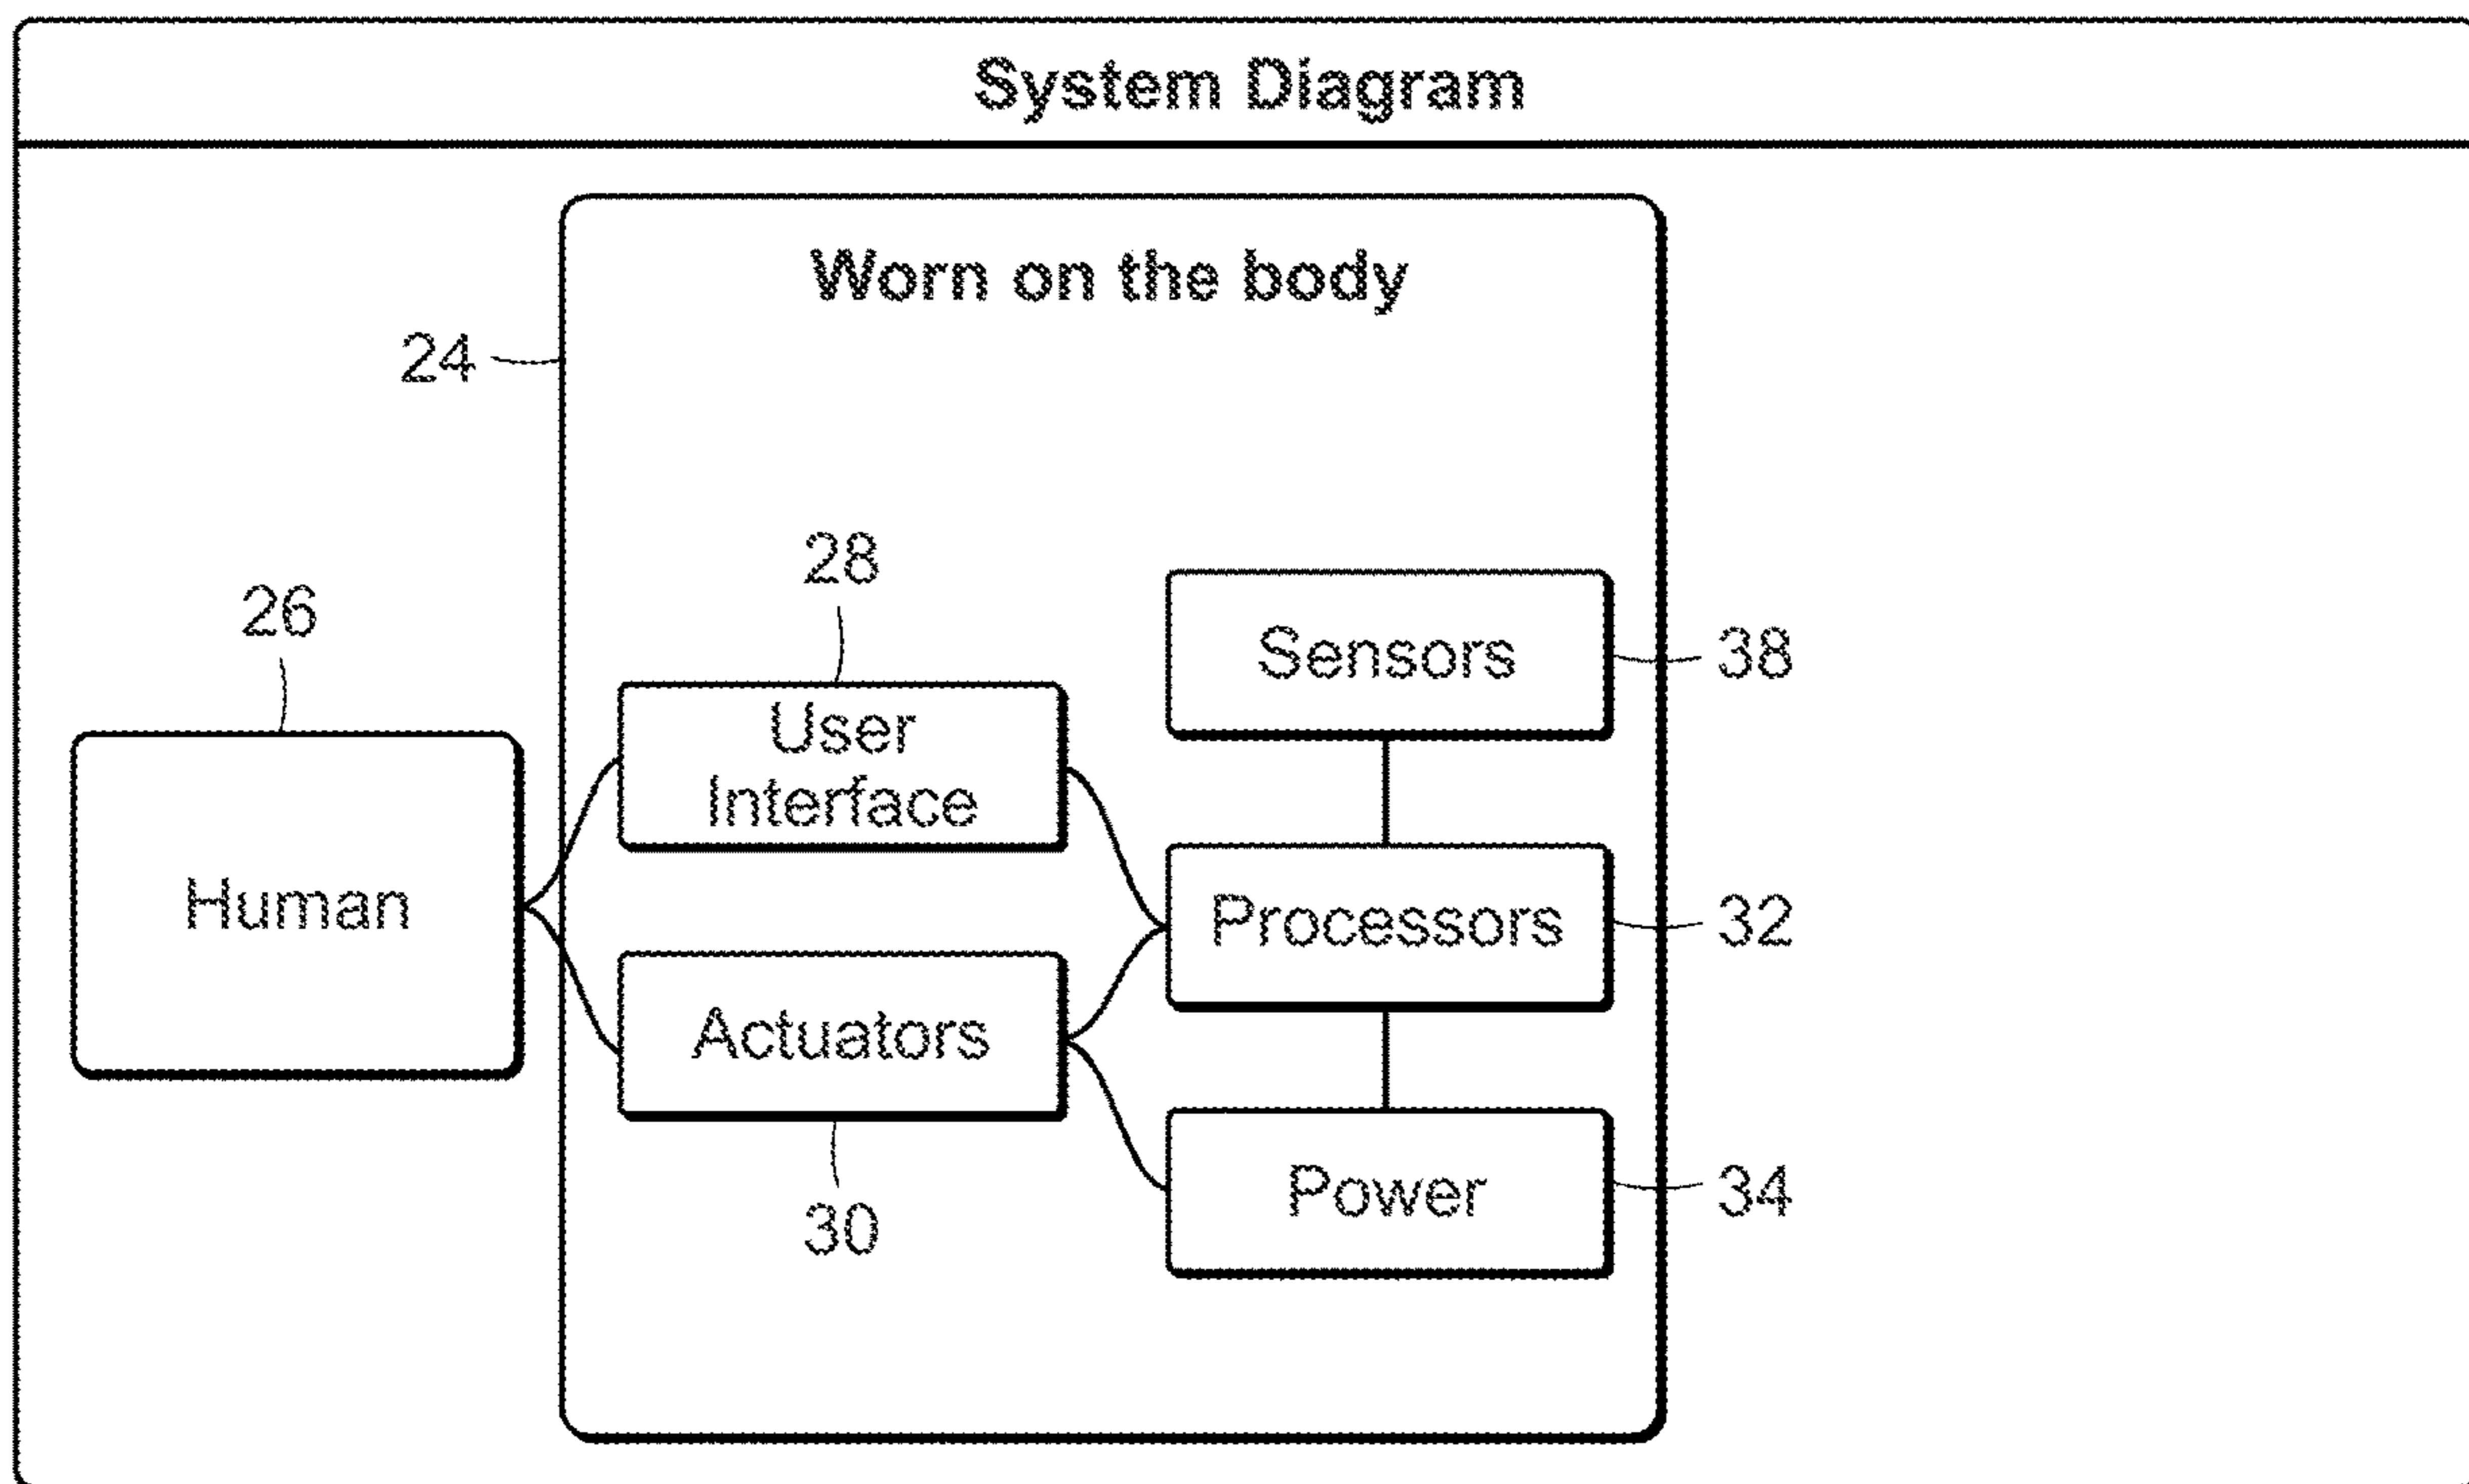 System Diagram
Worn on the body
24
28
26
Sensors
38
User
Interface
Human
Processors
32
Actuators
Power
34
30